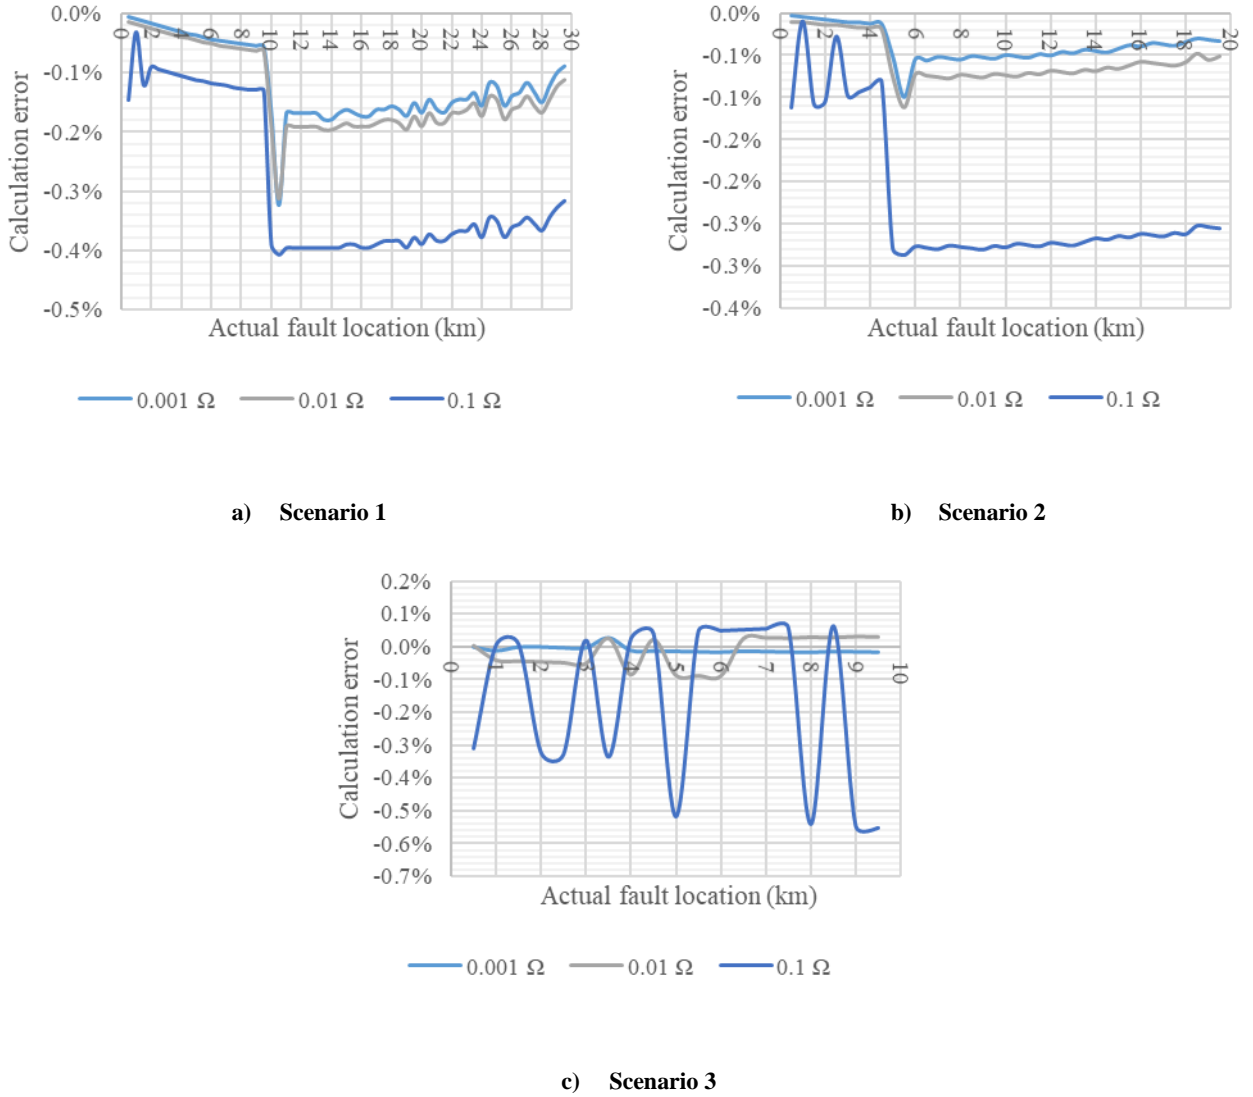 0.0%
-0.1%
-0.2%
-0.3%
-0.4%
-0.5%
Calculation error
0 2 4 6 8 10 12 14 16 18 20 22 24 26 28 30
Actual fault location (km)
0.001 Ω 0.01 Ω 0.1 Ω
a) Scenario 1
0.0%
-0.1%
-0.1%
-0.2%
-0.2%
-0.3%
-0.3%
-0.4%
Calculation error
0 2 4 6 8 10 12 14 16 18 20
Actual fault location (km)
0.001 Ω 0.01 Ω 0.1 Ω
b) Scenario 2
0.2%
0.1%
0.0%
-0.1%
-0.2%
-0.3%
-0.4%
-0.5%
-0.6%
-0.7%
Calculation error
0 1 2 3 4 5 6 7 8 9 10
Actual fault location (km)
0.001 Ω 0.01 Ω 0.1 Ω
c) Scenario 3